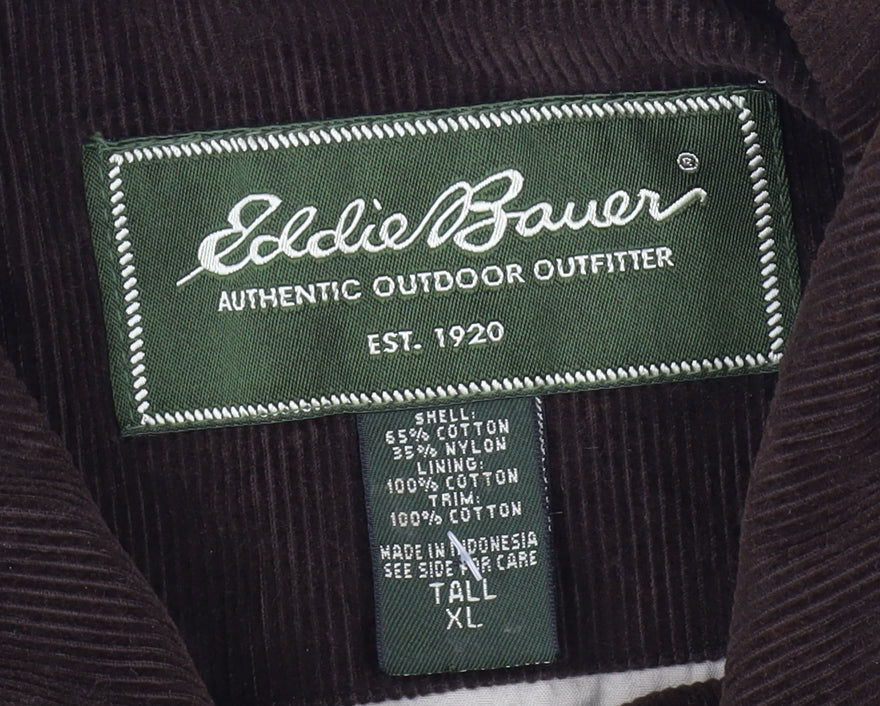 Eddie Bauer®
AUTHENTIC OUTDOOR OUTFITTER
EST. 1920
SHELL:
65% COTTON
35% NYLON
LINING:
100% COTTON
TRIM:
100% COTTON
MADE IN INDONESIA
SEE SIDE FOR CARE
TALL
XL